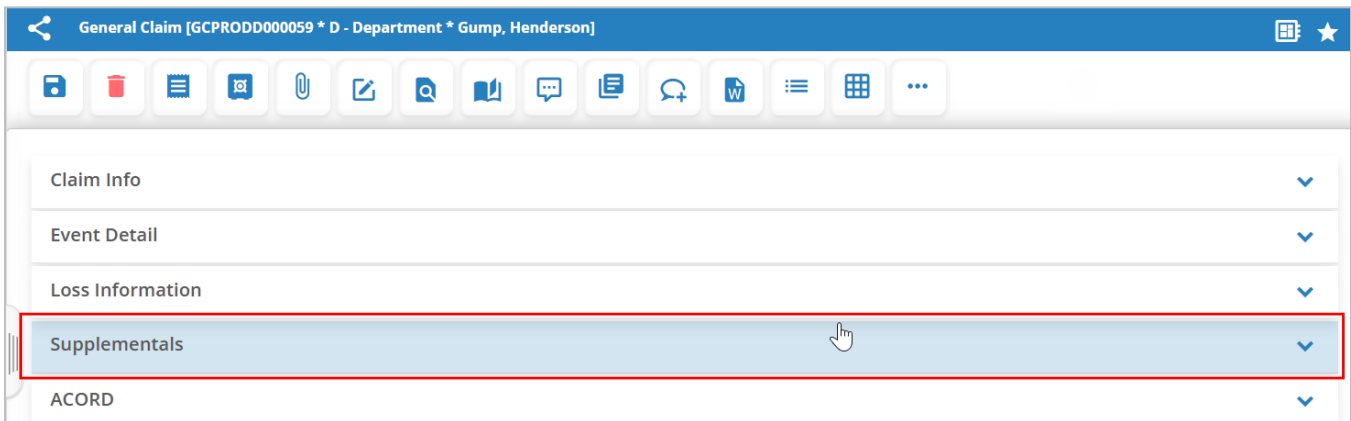 General Claim [GCPRODD000059 * D - Department * Gump, Henderson]
W
Claim Info
Event Detail
Loss Information
Supplementals
ACORD